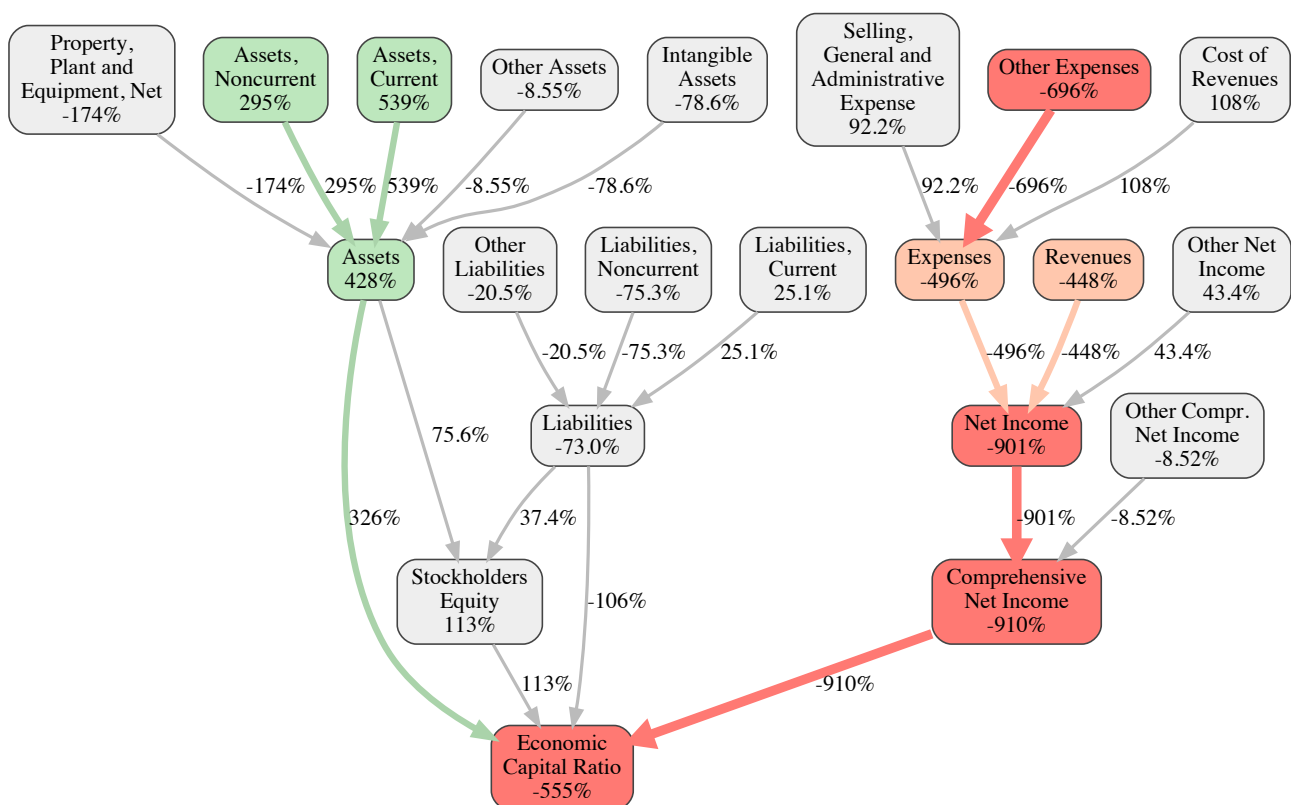 Property,
Plant and
Equipment, Net
-174%
Assets,
Noncurrent
295%
Assets,
Current
539%
Other Assets
-8.55%
Intangible
Assets
-78.6%
Selling,
General and
Administrative
Expense
92.2%
Other Expenses
-696%
Cost of
Revenues
108%
-174%
295%
539%
-8.55%
-78.6%
92.2%
-696%
108%
Assets
428%
Other
Liabilities
-20.5%
Liabilities,
Noncurrent
-75.3%
Liabilities,
Current
25.1%
Expenses
-496%
Revenues
-448%
Other Net
Income
43.4%
-20.5%
-75.3%
25.1%
-496%
-448%
43.4%
75.6%
Liabilities
-73.0%
Net Income
-901%
Other Compr.
Net Income
-8.52%
326%
37.4%
-901%
-8.52%
Stockholders
Equity
113%
-106%
Comprehensive
Net Income
-910%
113%
-910%
Economic
Capital Ratio
-555%